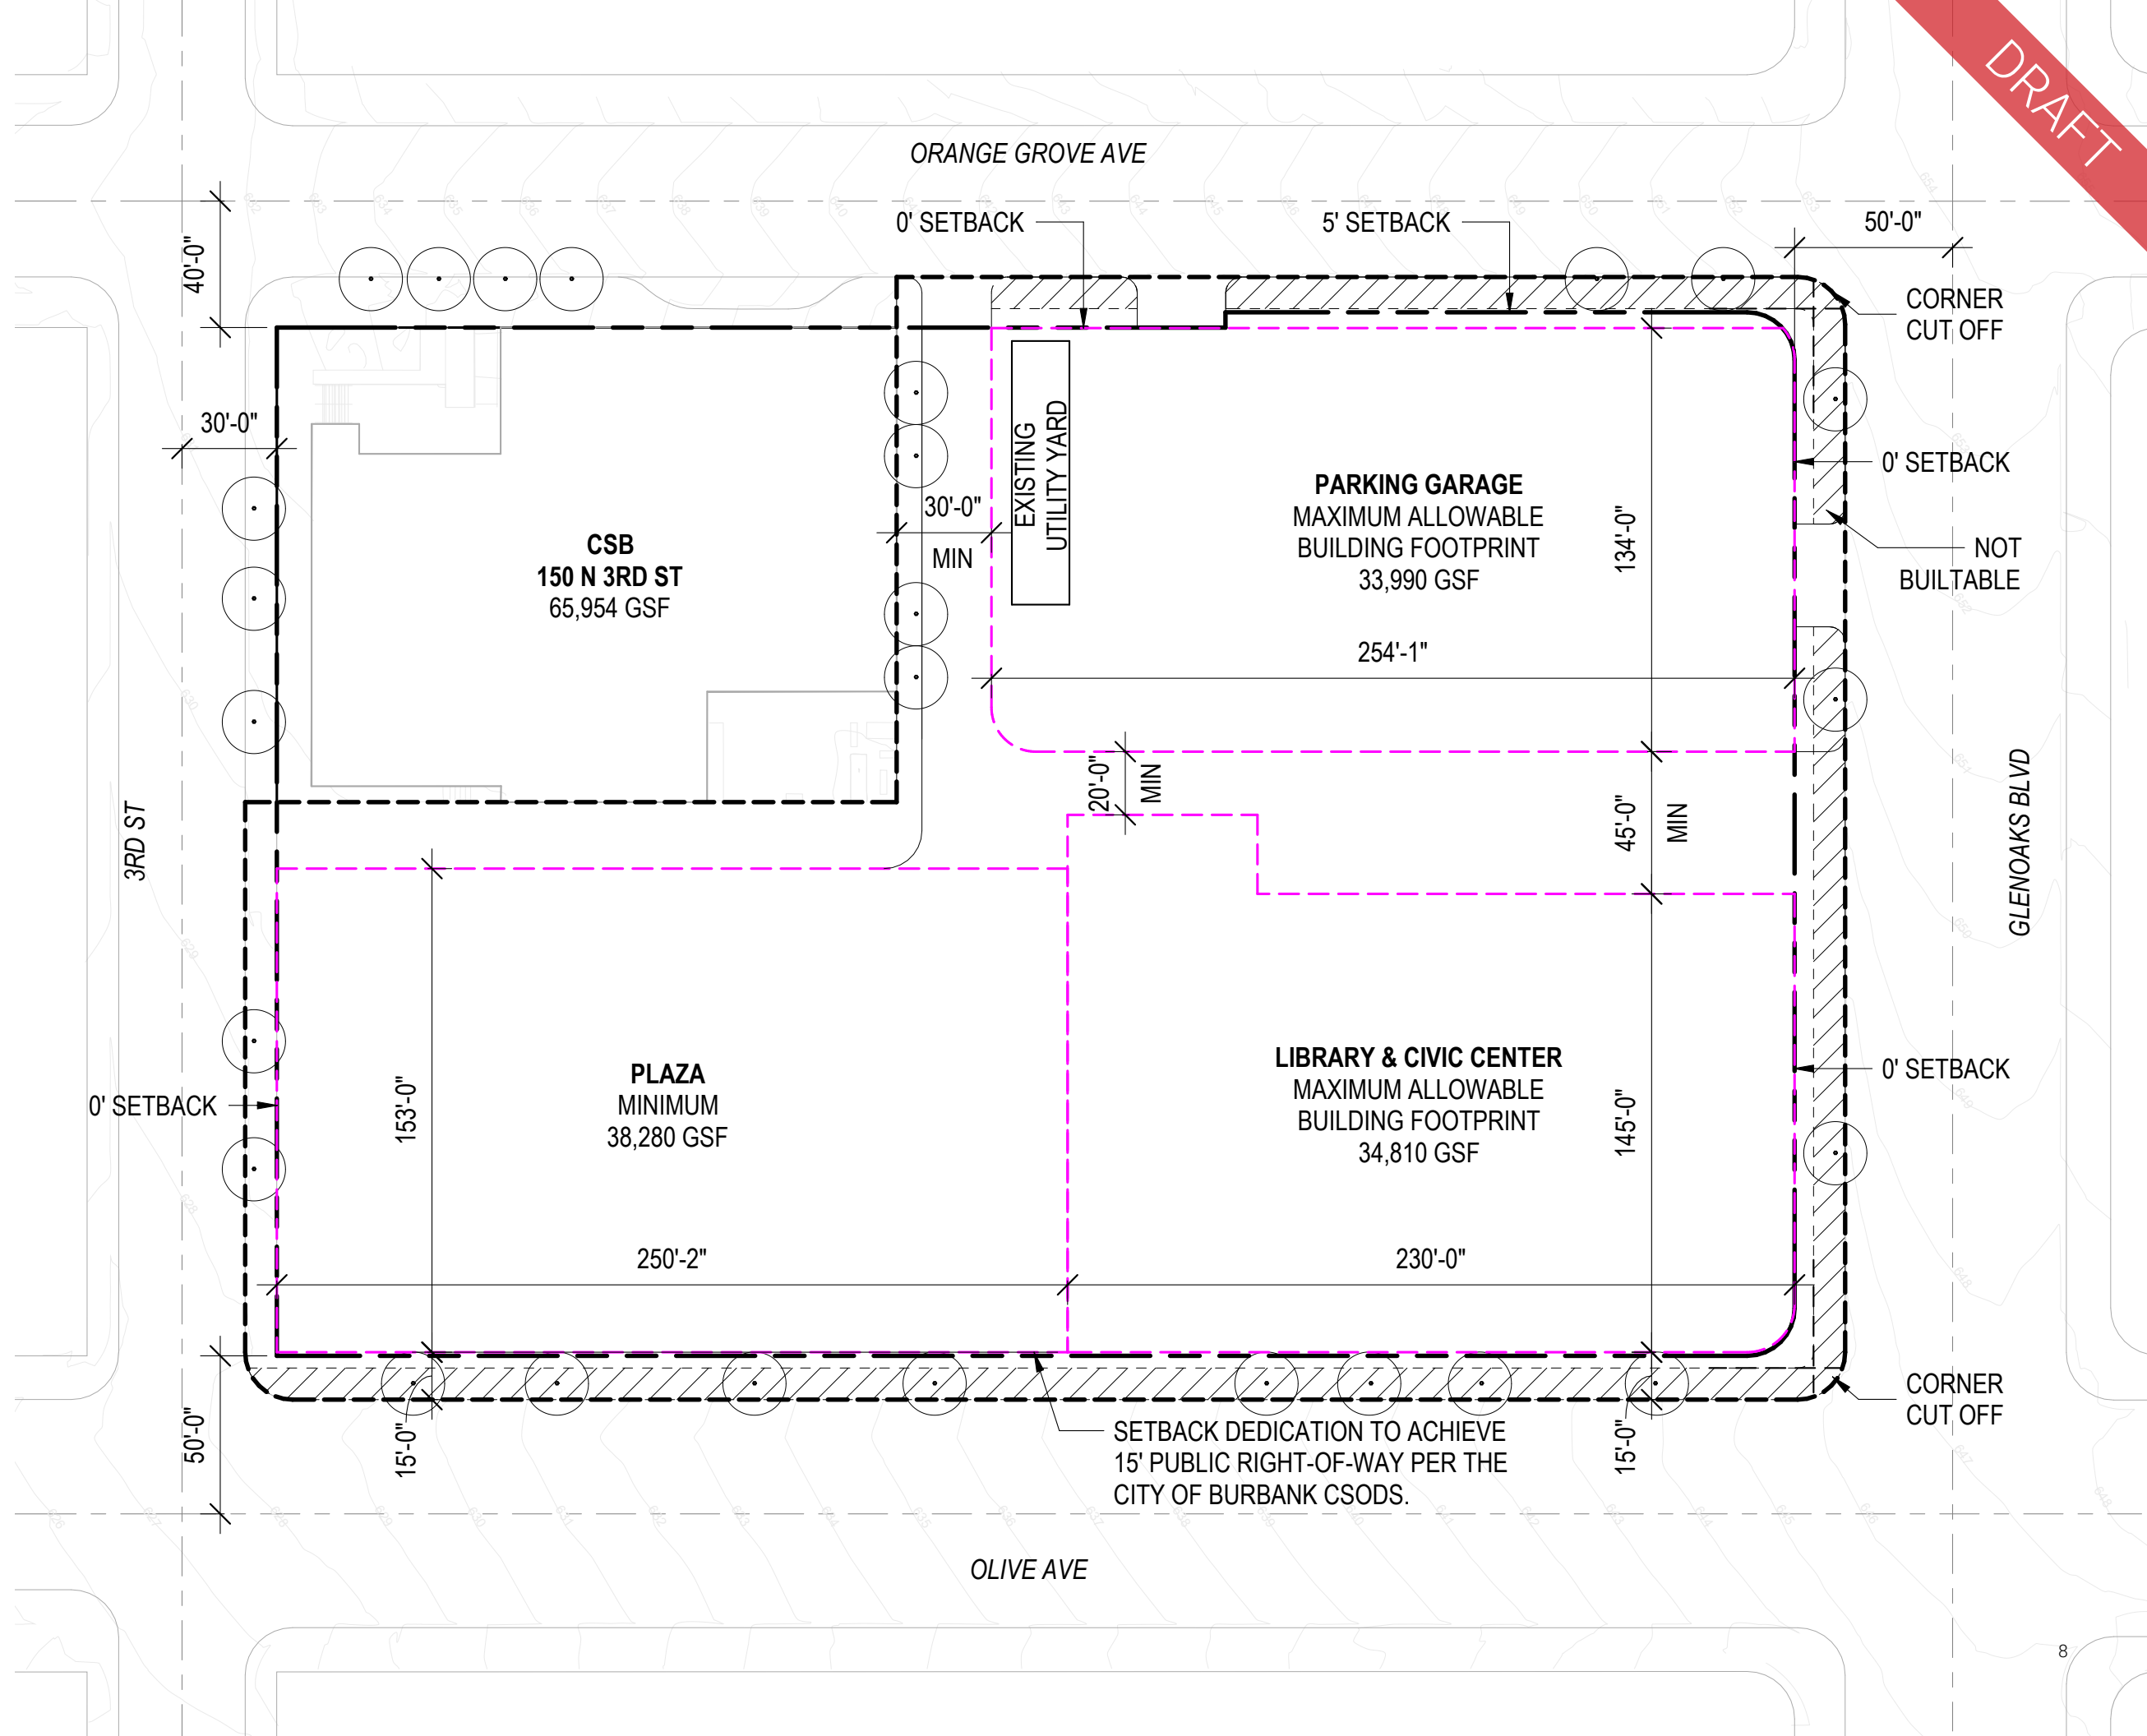 DRAFT
ORANGE GROVE AVE
0' SETBACK
5' SETBACK
50'-0"
40'-0"
CORNER
CUT OFF
30'-0"
EXISTING
UTILITY YARD
30'-0"
MIN
PARKING GARAGE
MAXIMUM ALLOWABLE
BUILDING FOOTPRINT
33,990 GSF
134'-0"
0' SETBACK
NOT
BUILTABLE
CSB
150 N 3RD ST
65,954 GSF
254'-1"
20'-0"
MIN
45'-0"
MIN
3RD ST
GLENOAKS BLVD
PLAZA
MINIMUM
38,280 GSF
153'-0"
0' SETBACK
LIBRARY & CIVIC CENTER
MAXIMUM ALLOWABLE
BUILDING FOOTPRINT
34,810 GSF
145'-0"
0' SETBACK
250'-2"
230'-0"
50'-0"
15'-0"
SETBACK DEDICATION TO ACHIEVE
15' PUBLIC RIGHT-OF-WAY PER THE
CITY OF BURBANK CSODS.
15'-0"
CORNER
CUT OFF
OLIVE AVE
8